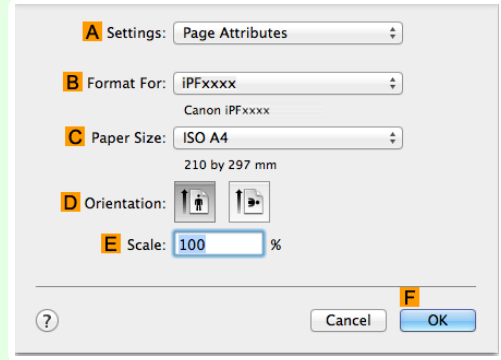 A Settings: Page Attributes
B Format For: iPFxxxx
Canon iPFxxxx
C Paper Size: ISO A4
210 by 297 mm
D Orientation:
E Scale: 100 %
F
? Cancel OK